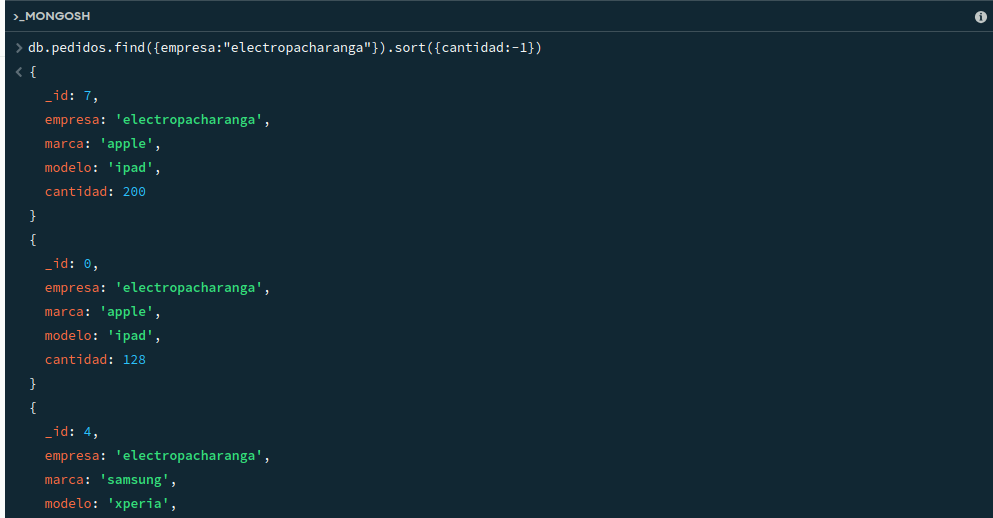 >_MONGOSH
> db.pedidos.find({empresa:"electropacharanga"}).sort({cantidad:-1})
< {
_id: 7,
empresa: 'electropacharanga',
marca: 'apple',
modelo: 'ipad',
cantidad: 200
}
{
_id: 0,
empresa: 'electropacharanga',
marca: 'apple',
modelo: 'ipad',
cantidad: 128
}
{
_id: 4,
empresa: 'electropacharanga',
marca: 'samsung',
modelo: 'xperia',